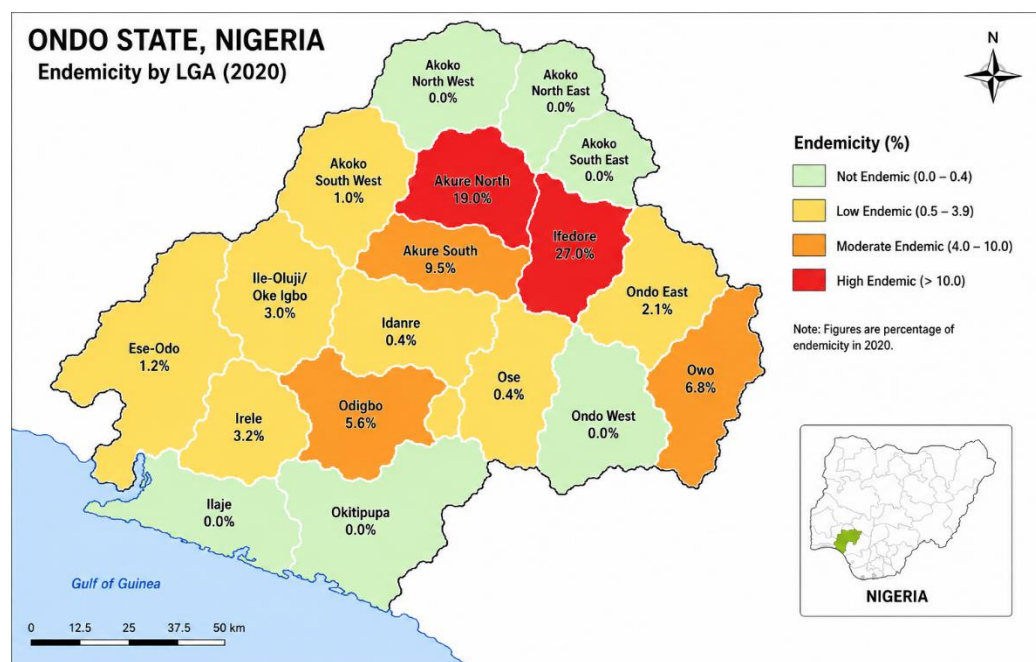 ONDO STATE, NIGERIA
Endemicity by LGA (2020)
N
Akoko
North West
0.0%
Akoko
North East
0.0%
Akoko
South East
0.0%
Akoko
South West
1.0%
Akure North
19.0%
Ifedore
27.0%
Akure South
9.5%
Ile-Oluji/
Oke Igbo
3.0%
Idanre
0.4%
Ondo East
2.1%
Ese-Odo
1.2%
Irele
3.2%
Odigbo
5.6%
Ose
0.4%
Ondo West
0.0%
Owo
6.8%
Ilaje
0.0%
Okitipupa
0.0%
Gulf of Guinea
0 12.5 25 37.5 50 km
Endemicity (%)
Not Endemic (0.0 – 0.4)
Low Endemic (0.5 – 3.9)
Moderate Endemic (4.0 – 10.0)
High Endemic (> 10.0)
Note: Figures are percentage of
endemicity in 2020.
NIGERIA